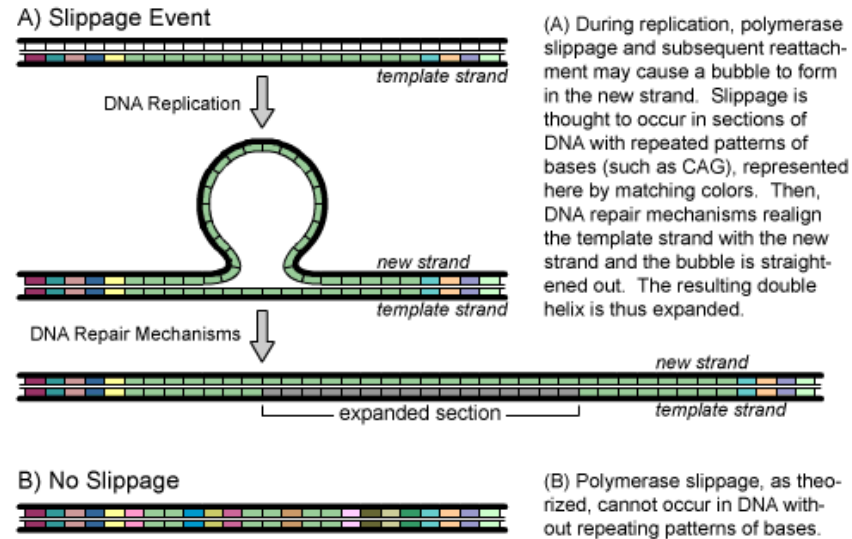 A) Slippage Event
template strand
DNA Replication
new strand
template strand
DNA Repair Mechanisms
new strand
expanded section
template strand
(A) During replication, polymerase
slippage and subsequent reattach-
ment may cause a bubble to form
in the new strand. Slippage is
thought to occur in sections of
DNA with repeated patterns of
bases (such as CAG), represented
here by matching colors. Then,
DNA repair mechanisms realign
the template strand with the new
strand and the bubble is straight-
ened out. The resulting double
helix is thus expanded.
B) No Slippage
(B) Polymerase slippage, as theo-
rized, cannot occur in DNA with-
out repeating patterns of bases.